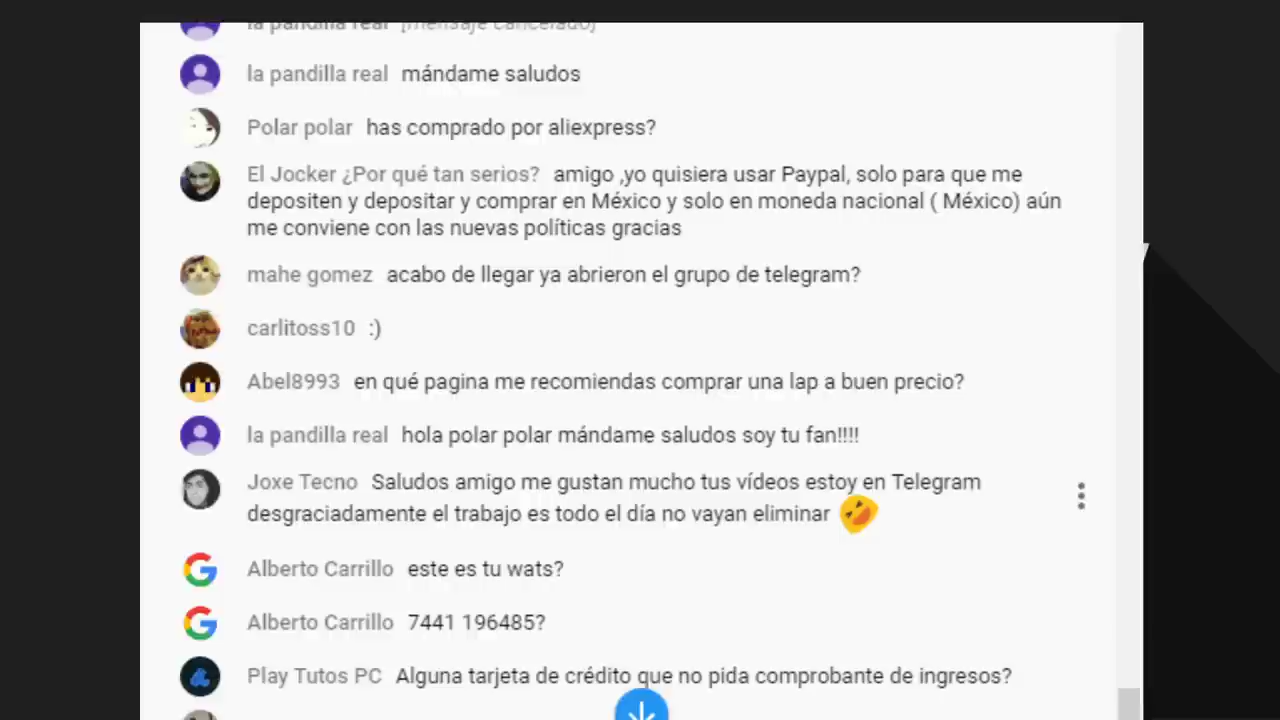 la pandilla real [mensaje cancelado]
la pandilla real mándame saludos
Polar polar has comprado por aliexpress?
El Jocker ¿Por qué tan serios? amigo ,yo quisiera usar Paypal, solo para que me
depositen y depositar y comprar en México y solo en moneda nacional ( México) aún
me conviene con las nuevas políticas gracias
mahe gomez acabo de llegar ya abrieron el grupo de telegram?
carlitoss10 :)
Abel8993 en qué pagina me recomiendas comprar una lap a buen precio?
la pandilla real hola polar polar mándame saludos soy tu fan!!!!
Joxe Tecno Saludos amigo me gustan mucho tus vídeos estoy en Telegram
desgraciadamente el trabajo es todo el día no vayan eliminar
Alberto Carrillo este es tu wats?
Alberto Carrillo 7441 196485?
Play Tutos PC Alguna tarjeta de crédito que no pida comprobante de ingresos?